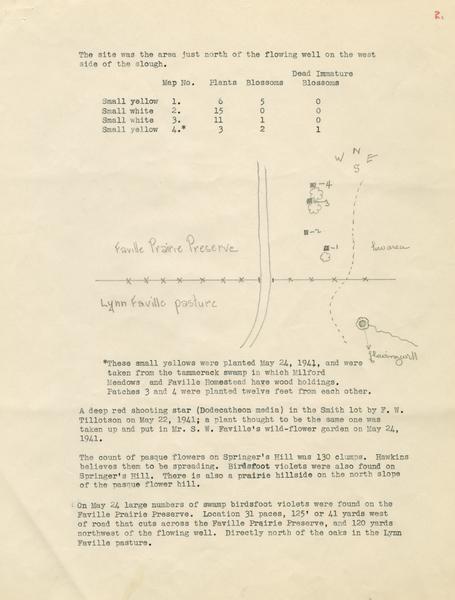 2.
The site was the area just north of the flowing well on the west
side of the slough.
Dead Immature
Map No. Plants Blossoms Blossoms
Small yellow 1. 6 5 0
Small white 2. 15 0 0
Small white 3. 11 1 0
Small yellow 4.* 3 2 1
N
W E
S
-4
-3
-2
-1
Faville Prairie Preserve
low area
Lynn Faville pasture
flowing well
*These small yellows were planted May 24, 1941, and were
taken from the tammerack swamp in which Milford
Meadows and Faville Homestead have wood holdings.
Patches 3 and 4 were planted twelve feet from each other.
A deep red shooting star (Dodecatheon media) in the Smith lot by F. W.
Tillotson on May 22, 1941; a plant thought to be the same one was
taken up and put in Mr. S. W. Faville's wild-flower garden on May 24,
1941.
The count of pasque flowers on Springer's Hill was 130 clumps. Hawkins
believes them to be spreading. Birdsfoot violets were also found on
Springer's Hill. There is also a prairie hillside on the north slope
of the pasque flower hill.
On May 24 large numbers of swamp birdsfoot violets were found on the
Faville Prairie Preserve. Location 31 paces, 125' or 41 yards west
of road that cuts across the Faville Prairie Preserve, and 120 yards
northwest of the flowing well. Directly north of the oaks in the Lynn
Faville pasture.